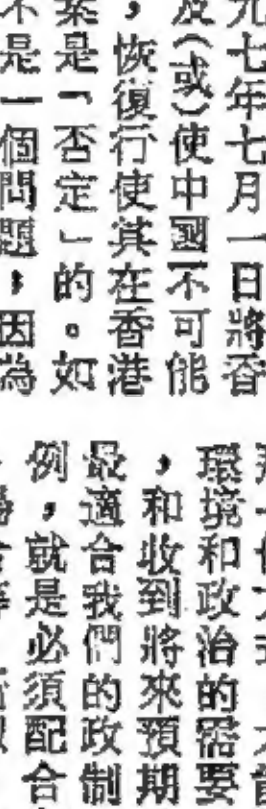 九七年七月一日將香
及(或)使中國不可能
,恢復行使其在香港
案是「否定」的。如
不是一個問題,因為
環境和政治的需要
,和收到將來預期
最適合我們的政制
例,就是必須配合